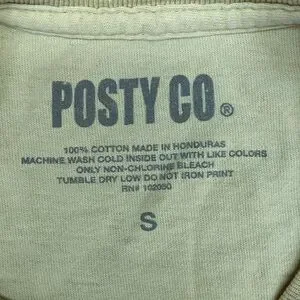 POSTY CO®
100% COTTON MADE IN HONDURAS
MACHINE WASH COLD INSIDE OUT WITH LIKE COLORS
ONLY NON-CHLORINE BLEACH
TUMBLE DRY LOW DO NOT IRON PRINT
RN# 102050
S